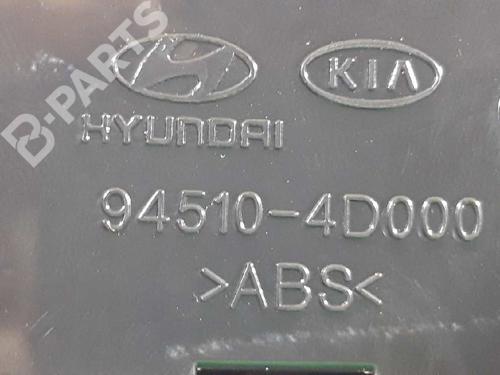 B-PARTS
KIA
HYUNDAI
94510-4D000
>ABS<